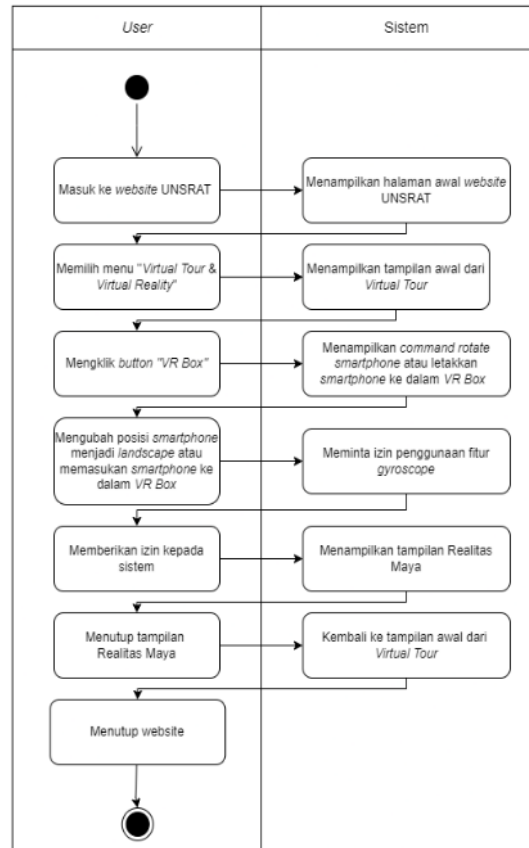 User
Sistem
Masuk ke website UNSRAT
Menampilkan halaman awal website
UNSRAT
Memilih menu "Virtual Tour &
Virtual Reality"
Menampilkan tampilan awal dari
Virtual Tour
Mengklik button "VR Box"
Menampilkan command rotate
smartphone atau letakkan
smartphone ke dalam VR Box
Mengubah posisi smartphone
menjadi landscape atau
memasukan smartphone ke
dalam VR Box
Meminta izin penggunaan fitur
gyroscope
Memberikan izin kepada
sistem
Menampilkan tampilan Realitas
Maya
Menutup tampilan
Realitas Maya
Kembali ke tampilan awal dari
Virtual Tour
Menutup website